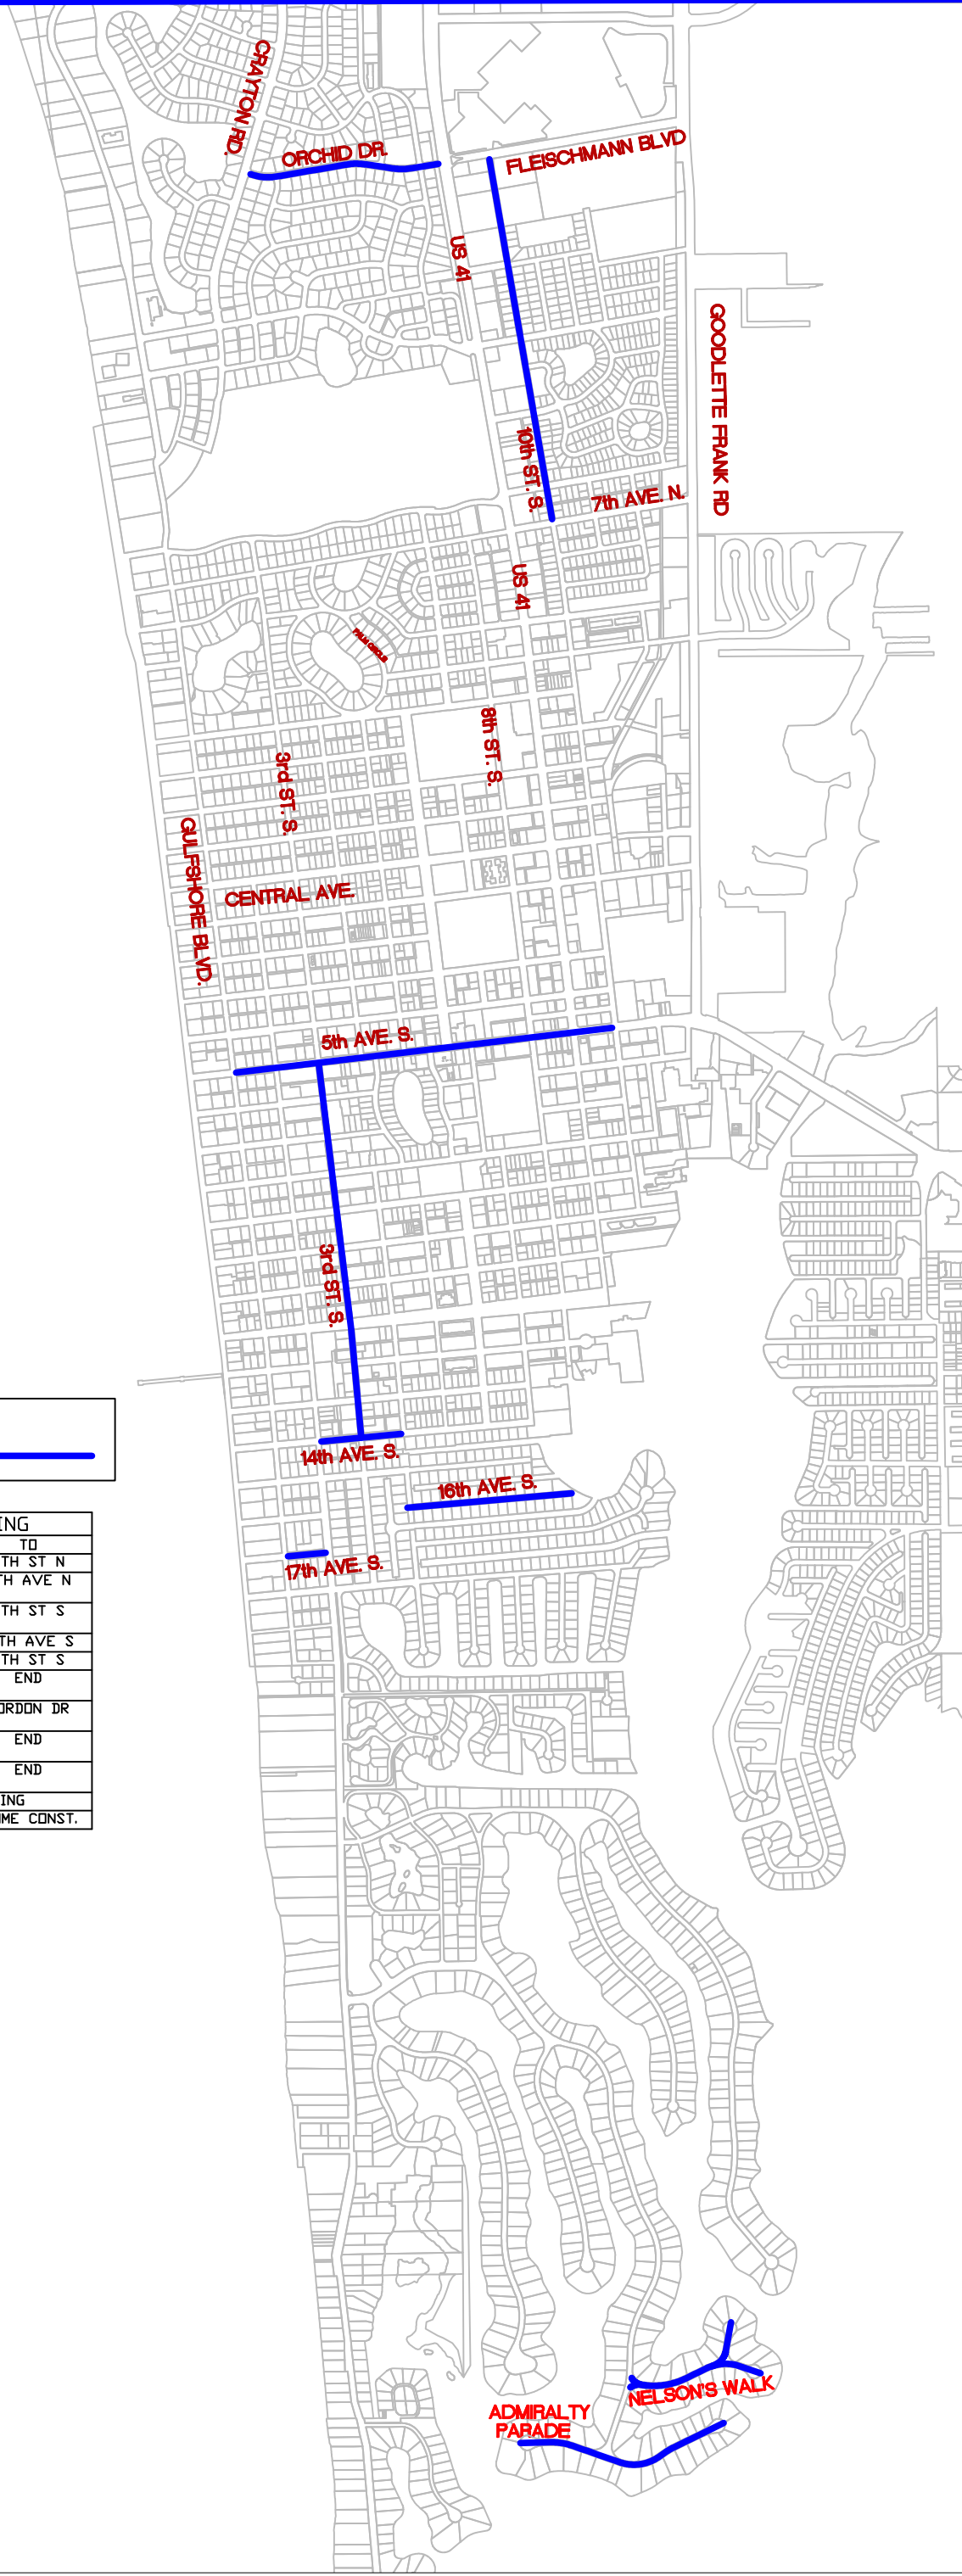 CRAYTON RD.
ORCHID DR.
FLEISCHMANN BLVD
US 41
GOODLETTE FRANK RD
10th ST. S.
7th AVE. N.
US 41
PALM CIRCLE
8th ST. S.
3rd ST. S.
GULFSHORE BLVD.
CENTRAL AVE.
5th AVE. S.
3rd ST. S.
14th AVE. S.
16th AVE. S.
17th AVE. S.
ING
TO
TH ST N
TH AVE N
TH ST S
TH AVE S
TH ST S
END
ORDON DR
END
END
ING
ME CONST.
NELSON'S WALK
ADMIRALTY
PARADE